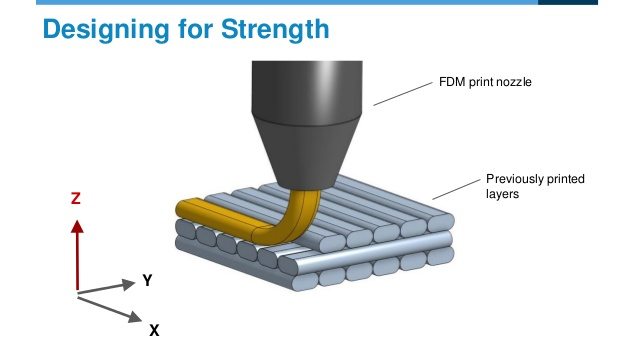 Designing for Strength
FDM print nozzle
Previously printed
layers
Z
Y
X